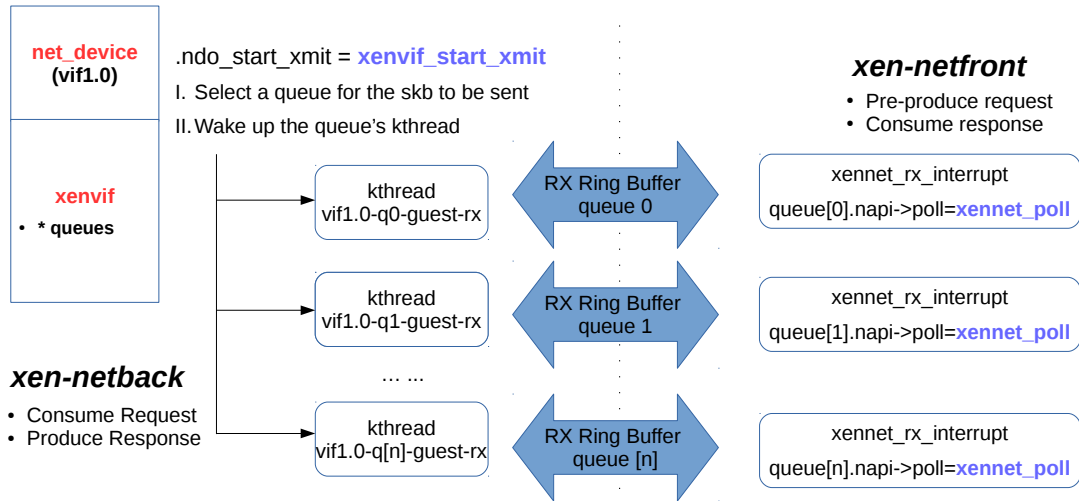 net_device
(vif1.0)
xenvif
• * queues
.ndo_start_xmit = xenvif_start_xmit
I. Select a queue for the skb to be sent
II. Wake up the queue's kthread
xen-netfront
• Pre-produce request
• Consume response
kthread
vif1.0-q0-guest-rx
RX Ring Buffer
queue 0
xennet_rx_interrupt
queue[0].napi->poll=xennet_poll
kthread
vif1.0-q1-guest-rx
RX Ring Buffer
queue 1
xennet_rx_interrupt
queue[1].napi->poll=xennet_poll
xen-netback
• Consume Request
• Produce Response
... ...
kthread
vif1.0-q[n]-guest-rx
RX Ring Buffer
queue [n]
xennet_rx_interrupt
queue[n].napi->poll=xennet_poll